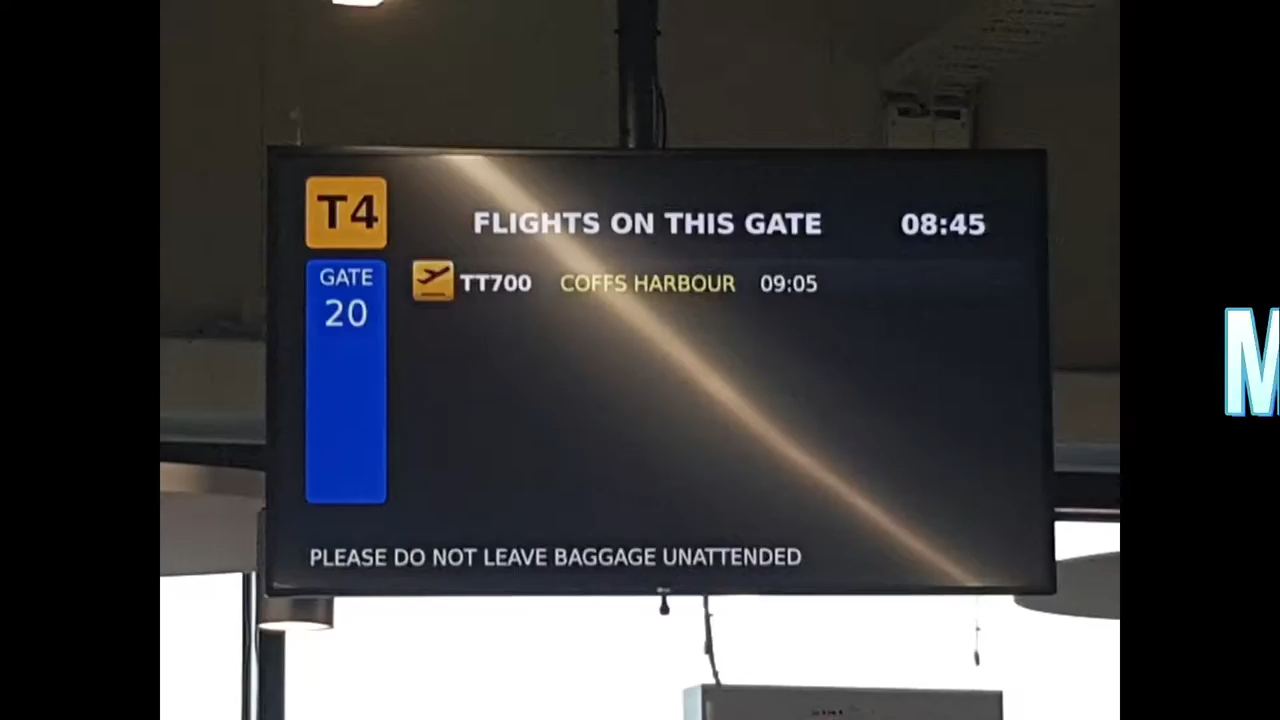 T4
FLIGHTS ON THIS GATE 08:45
GATE
20
TT700 COFFS HARBOUR 09:05
PLEASE DO NOT LEAVE BAGGAGE UNATTENDED
M